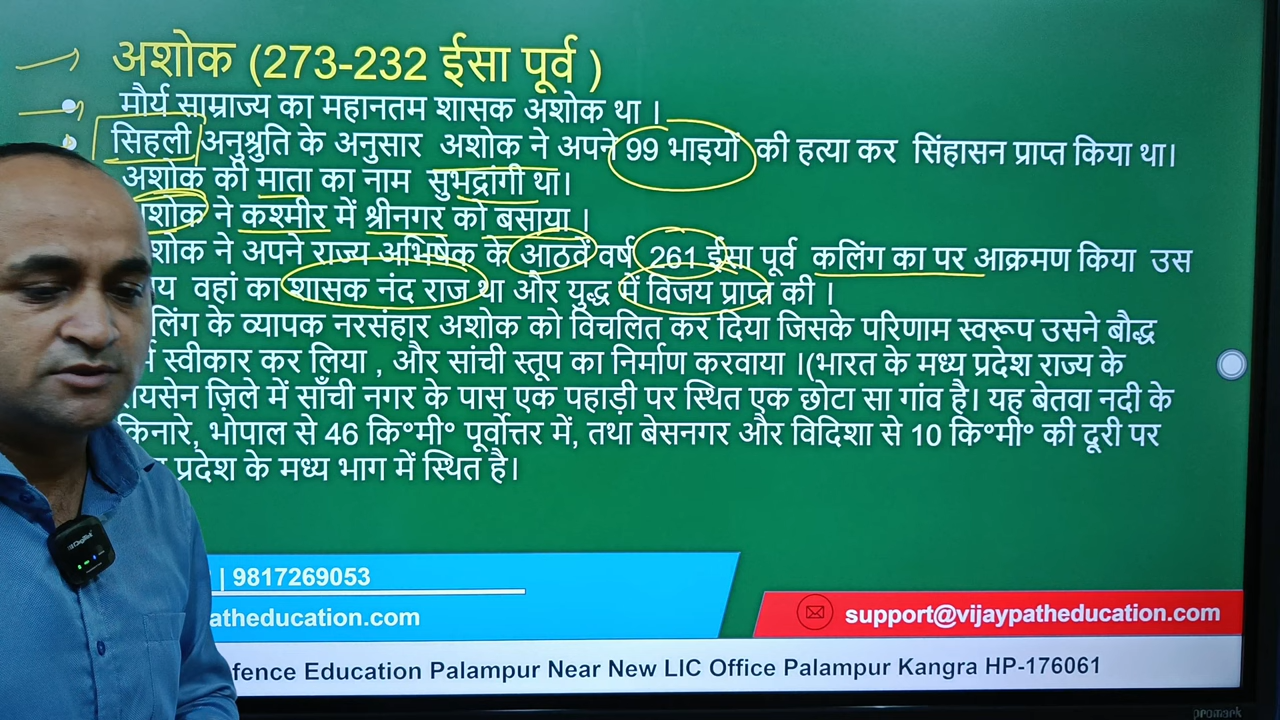 अशोक (273-232 ईसा पूर्व )
मौर्य साम्राज्य का महानतम शासक अशोक था ।
सिहली अनुश्रुति के अनुसार अशोक ने अपने 99 भाइयों की हत्या कर सिंहासन प्राप्त किया था।
अशोक की माता का नाम सुभद्रांगी था।
शोक ने कश्मीर में श्रीनगर को बसाया ।
शोक ने अपने राज्य अभिषेक के आठवें वर्ष 261 ईसा पूर्व कलिंग का पर आक्रमण किया उस
य वहां का शासक नंद राज था और युद्ध में विजय प्राप्त की ।
लिंग के व्यापक नरसंहार अशोक को विचलित कर दिया जिसके परिणाम स्वरूप उसने बौद्ध
स्वीकार कर लिया , और सांची स्तूप का निर्माण करवाया ।(भारत के मध्य प्रदेश राज्य के
यसेन ज़िले में साँची नगर के पास एक पहाड़ी पर स्थित एक छोटा सा गांव है। यह बेतवा नदी के
किनारे, भोपाल से 46 कि॰मी॰ पूर्वोत्तर में, तथा बेसनगर और विदिशा से 10 कि॰मी॰ की दूरी पर
प्रदेश के मध्य भाग में स्थित है।
| 9817269053
atheducation.com
support@vijaypatheducation.com
fence Education Palampur Near New LIC Office Palampur Kangra HP-176061
promark